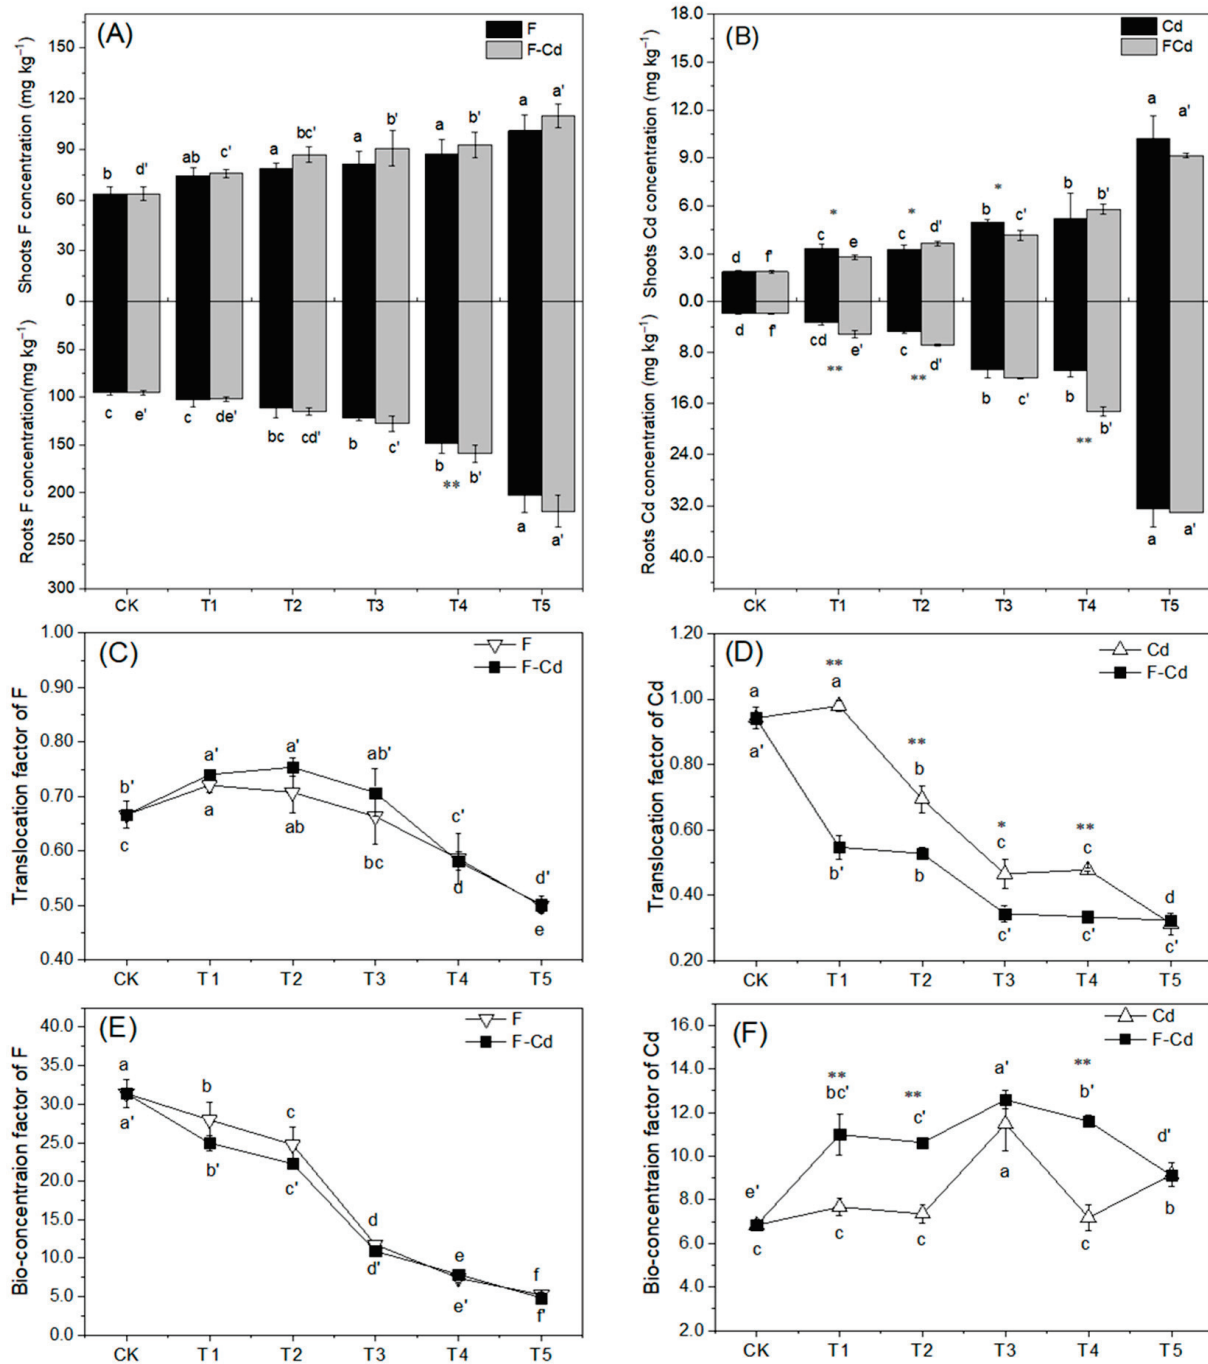 (A)
F
F-Cd
Shoots F concentration (mg kg⁻¹)
150
120
90
60
30
0
b d' ab c' a bc' a b' a b' a a'
Roots F concentration(mg kg⁻¹)
50
100
150
200
250
300
c e' c de' bc cd' b c' b b' a a'
**
CK T1 T2 T3 T4 T5
(B)
Cd
FCd
Shoots Cd concentration (mg kg⁻¹)
18.0
15.0
12.0
9.0
6.0
3.0
0.0
* * *
d f' c e c d' b c' b b' a a'
Roots Cd concentration (mg kg⁻¹)
8.0
16.0
24.0
32.0
40.0
d f' cd e' c d' b c' b b' a a'
** ** **
CK T1 T2 T3 T4 T5
(C)
F
F-Cd
Translocation factor of F
1.00
0.90
0.80
0.70
0.60
0.50
0.40
b' a' a' ab' c' d'
c a ab bc d e
CK T1 T2 T3 T4 T5
(D)
Cd
F-Cd
Translocation factor of Cd
1.20
1.00
0.80
0.60
0.40
0.20
** ** * **
a a b c c d
a' b' b c' c' c'
CK T1 T2 T3 T4 T5
(E)
F
F-Cd
Bio-concentraion factor of F
40.0
35.0
30.0
25.0
20.0
15.0
10.0
5.0
0.0
a b c d e f
a' b' c' d' e' f'
CK T1 T2 T3 T4 T5
(F)
Cd
F-Cd
Bio-concentraion factor of Cd
16.0
14.0
12.0
10.0
8.0
6.0
4.0
2.0
** ** **
e' bc' c' a' b' d'
c c c a c b
CK T1 T2 T3 T4 T5